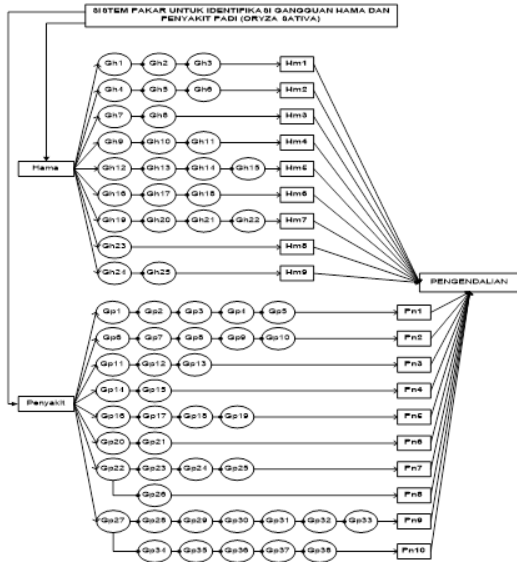 SISTEM PAKAR UNTUK IDENTIFIKASI GANGGUAN HAMA DAN
PENYAKIT PADI (ORYZA SATIVA)
Gh1 Gh2 Gh3 Hm1
Gh4 Gh5 Gh6 Hm2
Gh7 Gh8 Hm3
Gh9 Gh10 Gh11 Hm4
Hama Gh12 Gh13 Gh14 Gh15 Hm5
Gh16 Gh17 Gh18 Hm6
Gh19 Gh20 Gh21 Gh22 Hm7
Gh23 Hm8
Gh24 Gh25 Hm9
PENGENDALIAN
Gp1 Gp2 Gp3 Gp4 Gp5 Pn1
Gp6 Gp7 Gp8 Gp9 Gp10 Pn2
Gp11 Gp12 Gp13 Pn3
Gp14 Gp15 Pn4
Penyakit Gp16 Gp17 Gp18 Gp19 Pn5
Gp20 Gp21 Pn6
Gp22 Gp23 Gp24 Gp25 Pn7
Gp26 Pn8
Gp27 Gp28 Gp29 Gp30 Gp31 Gp32 Gp33 Pn9
Gp34 Gp35 Gp36 Gp37 Gp38 Pn10